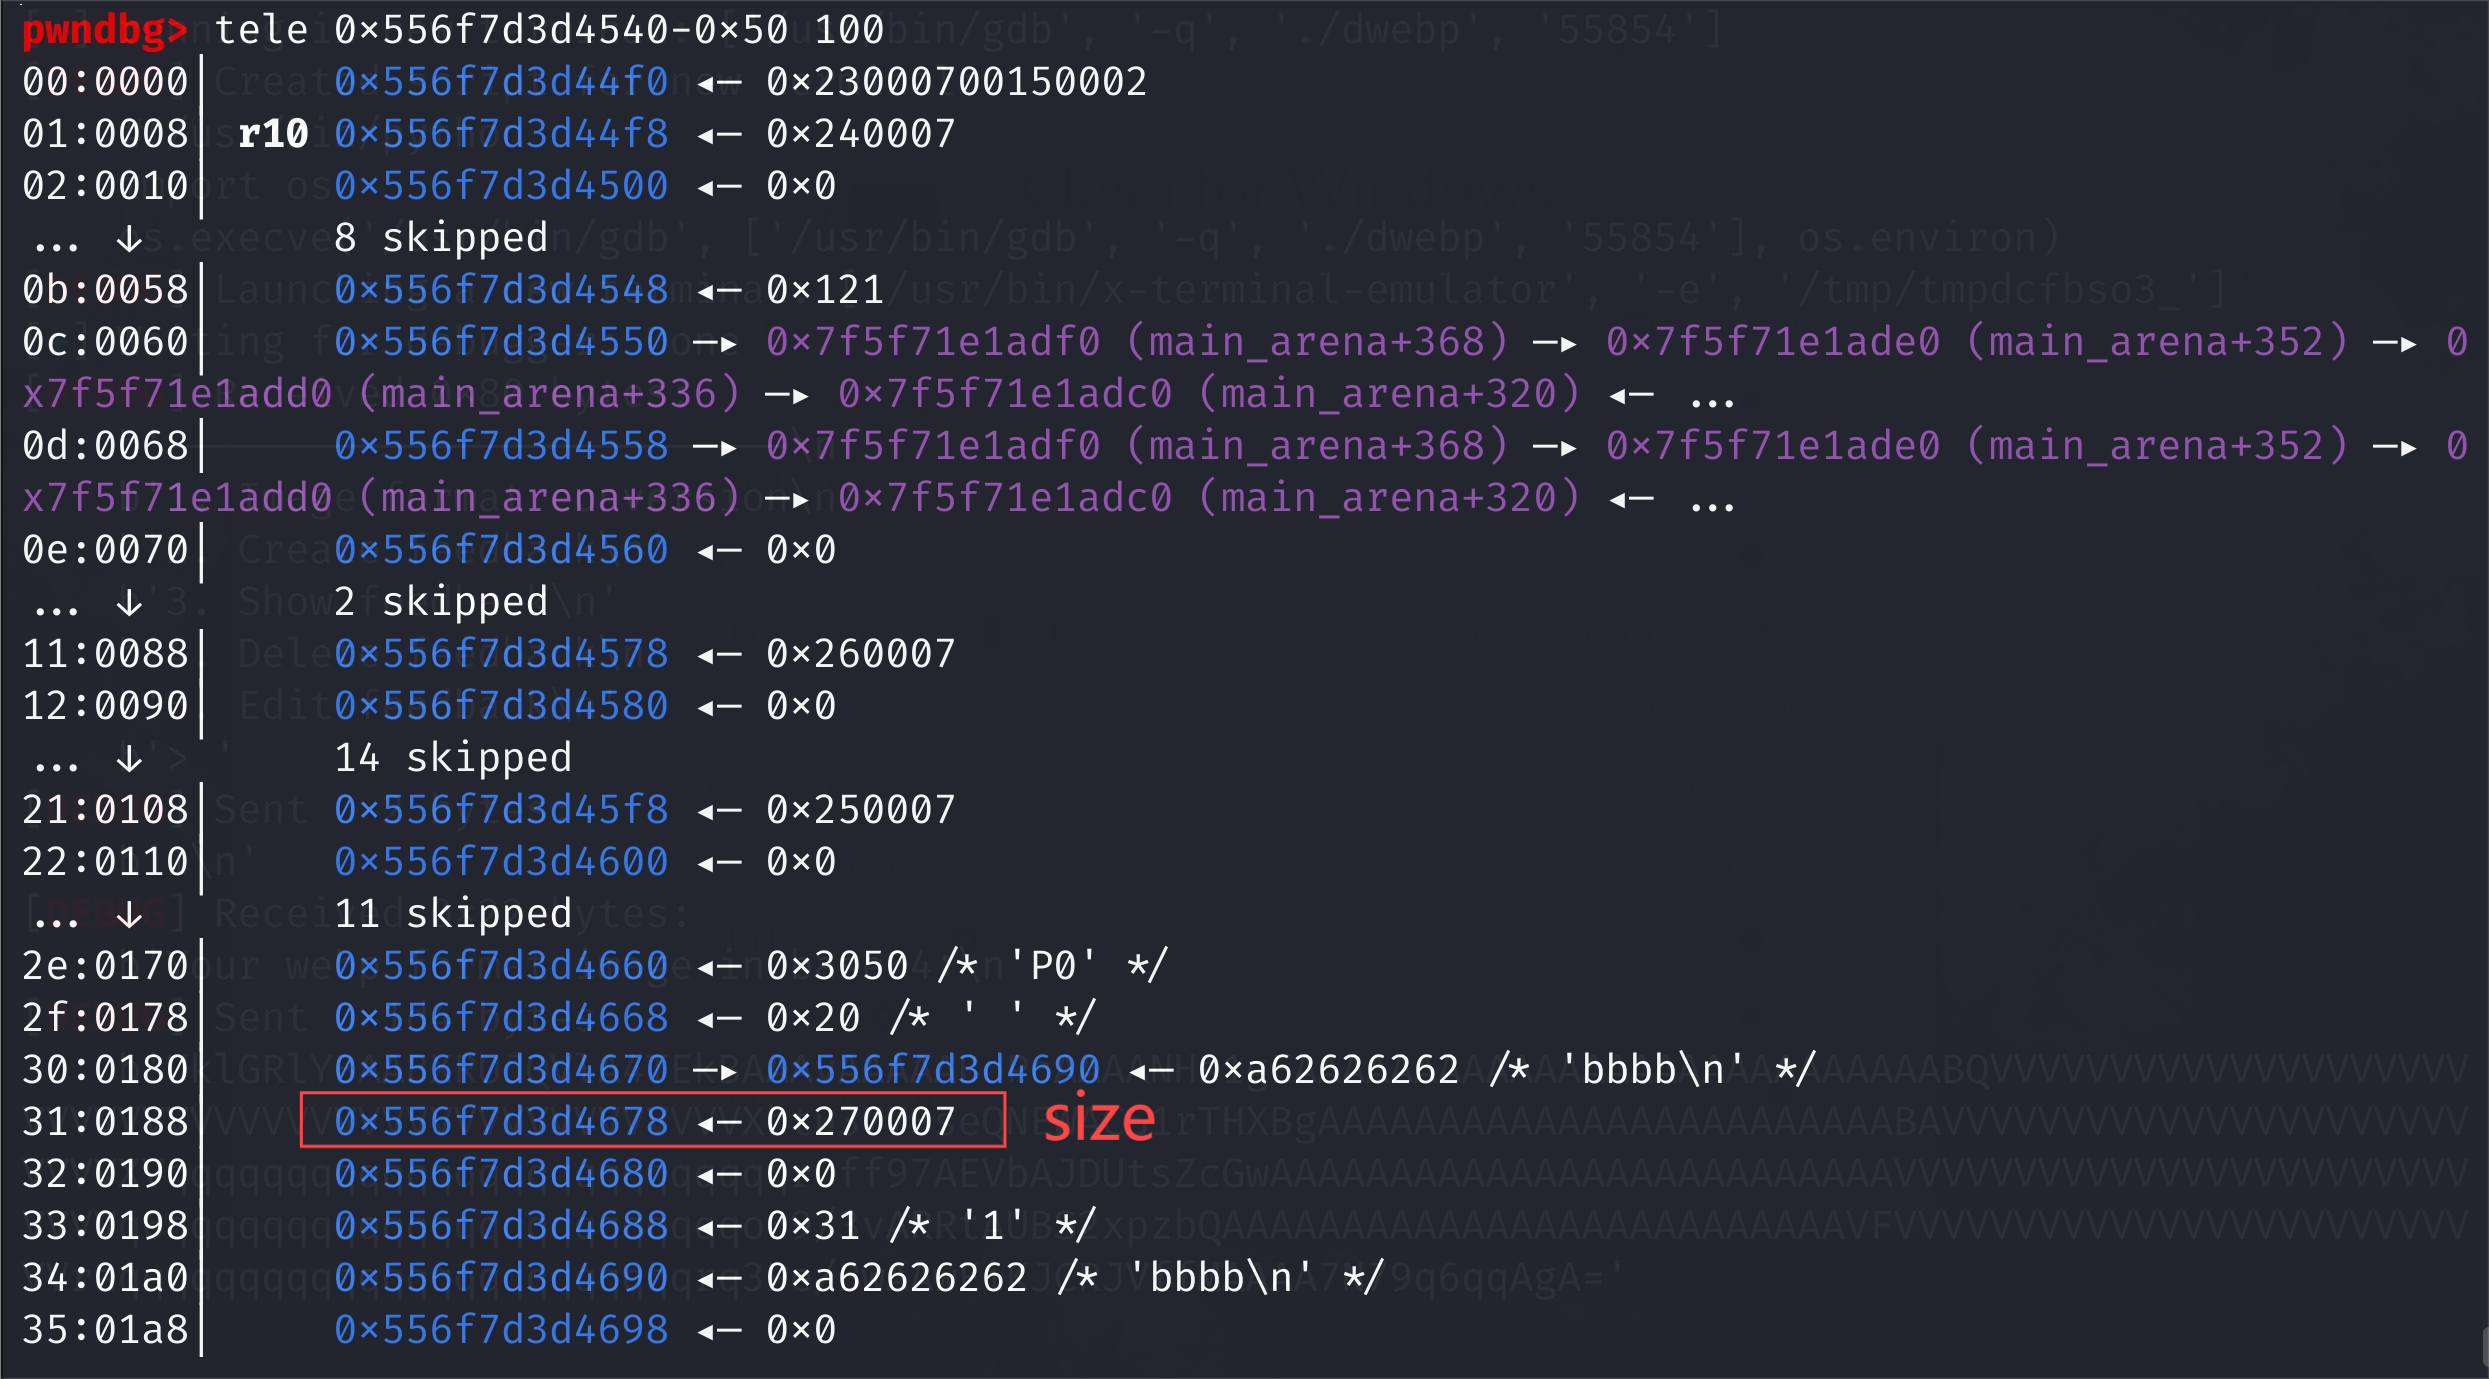 pwndbg> tele 0×556f7d3d4540-0×50 100
00:0000│ 0×556f7d3d44f0 ◂— 0×23000700150002
01:0008│ r10 0×556f7d3d44f8 ◂— 0×240007
02:0010│ 0×556f7d3d4500 ◂— 0×0
... ↓ 8 skipped
0b:0058│ 0×556f7d3d4548 ◂— 0×121
0c:0060│ 0×556f7d3d4550 —▸ 0×7f5f71e1adf0 (main_arena+368) —▸ 0×7f5f71e1ade0 (main_arena+352) —▸ 0
x7f5f71e1add0 (main_arena+336) —▸ 0×7f5f71e1adc0 (main_arena+320) ◂— ...
0d:0068│ 0×556f7d3d4558 —▸ 0×7f5f71e1adf0 (main_arena+368) —▸ 0×7f5f71e1ade0 (main_arena+352) —▸ 0
x7f5f71e1add0 (main_arena+336) —▸ 0×7f5f71e1adc0 (main_arena+320) ◂— ...
0e:0070│ 0×556f7d3d4560 ◂— 0×0
... ↓ 2 skipped
11:0088│ 0×556f7d3d4578 ◂— 0×260007
12:0090│ 0×556f7d3d4580 ◂— 0×0
... ↓ 14 skipped
21:0108│ 0×556f7d3d45f8 ◂— 0×250007
22:0110│ 0×556f7d3d4600 ◂— 0×0
... ↓ 11 skipped
2e:0170│ 0×556f7d3d4660 ◂— 0×3050 /* 'P0' */
2f:0178│ 0×556f7d3d4668 ◂— 0×20 /* ' ' */
30:0180│ 0×556f7d3d4670 —▸ 0×556f7d3d4690 ◂— 0×a62626262 /* 'bbbb\n' */
31:0188│ 0×556f7d3d4678 ◂— 0×270007 size
32:0190│ 0×556f7d3d4680 ◂— 0×0
33:0198│ 0×556f7d3d4688 ◂— 0×31 /* '1' */
34:01a0│ 0×556f7d3d4690 ◂— 0×a62626262 /* 'bbbb\n' */
35:01a8│ 0×556f7d3d4698 ◂— 0×0